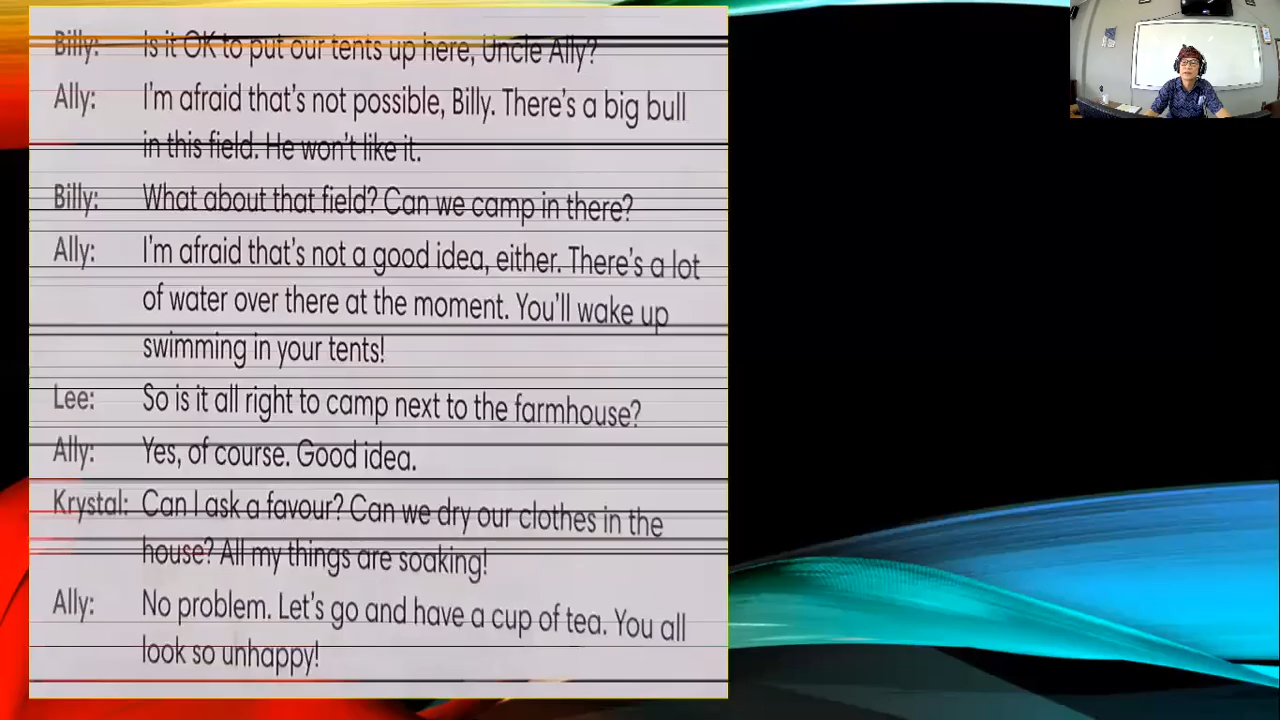 Billy: Is it OK to put our tents up here, Uncle Ally?
Ally: I'm afraid that's not possible, Billy. There's a big bull
in this field. He won't like it.
Billy: What about that field? Can we camp in there?
Ally: I'm afraid that's not a good idea, either. There's a lot
of water over there at the moment. You'll wake up
swimming in your tents!
Lee: So is it all right to camp next to the farmhouse?
Ally: Yes, of course. Good idea.
Krystal: Can I ask a favour? Can we dry our clothes in the
house? All my things are soaking!
Ally: No problem. Let's go and have a cup of tea. You all
look so unhappy!